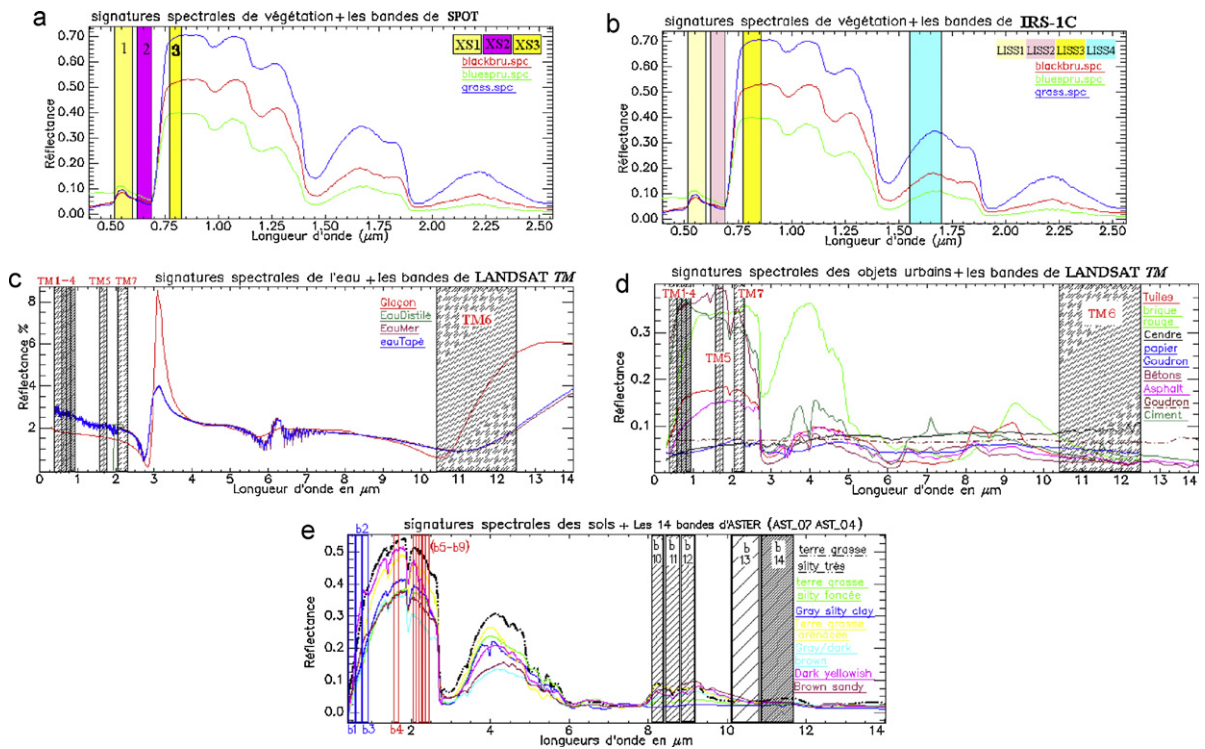 a
signatures spectrales de végétation+les bandes de SPOT
Réflectance
0.70
0.60
0.50
0.40
0.30
0.20
0.10
0.00
1
2
3
XS1 XS2 XS3
blackbru.spc
bluespru.spc
grass.spc
0.50 0.75 1.00 1.25 1.50 1.75 2.00 2.25 2.50
Longueur d'onde (μm)
b
signatures spectrales de végétation+les bandes de IRS-1C
Réflectance
0.70
0.60
0.50
0.40
0.30
0.20
0.10
0.00
LISS1 LISS2 LISS3 LISS4
blackbru.spc
bluespru.spc
grass.spc
0.50 0.75 1.00 1.25 1.50 1.75 2.00 2.25 2.50
Longueur d'onde (μm)
c
signatures spectrales de l'eau +les bandes de LANDSAT TM
TM1-4 TM5 TM7
TM6
Réflectance %
8
6
4
2
Glaçon
EauDistilé
EauMer
eauTapè
0 1 2 3 4 5 6 7 8 9 10 11 12 13 14
Longueur d'onde en μm
d
signatures spectrales des objets urbains+les bandes de LANDSAT TM
TM1-4 TM7
TM5
TM6
Réflectance
0.3
0.2
0.1
Tuiles
brique
rouge
Cendre
papier
Goudron
Bétons
Asphalt
Goudron
Ciment
0 1 2 3 4 5 6 7 8 9 10 11 12 13 14
Longueur d'onde en μm
e
signatures spectrales des sols + Les 14 bandes d'ASTER (AST_07 AST_04)
b2
(b5-b9)
b1 b3 b4
b 10
b 11
b 12
b 13
b 14
Réflectance
0.5
0.4
0.3
0.2
0.1
0.0
terre grasse
silty très
terre grasse
silty foncée
Gray silty clay
Terre grasse
Gray/dark
brown
Dark yellowish
Brown sandy
2 4 6 8 10 12 14
longueurs d'onde en μm